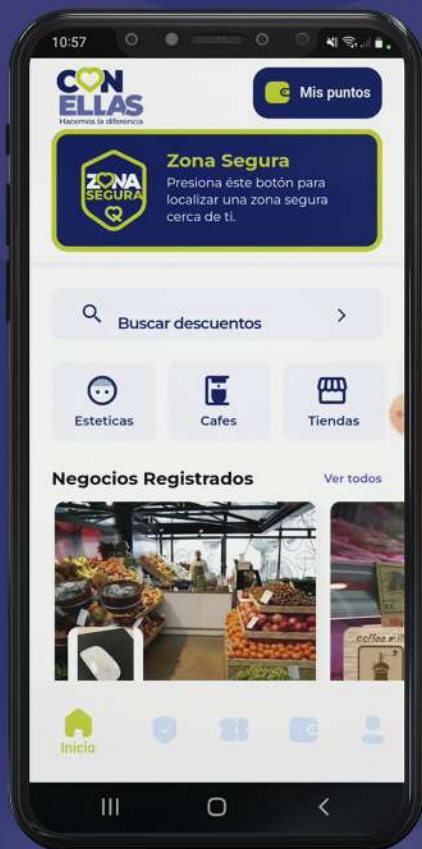 10:57
CON
ELLAS
Hacemos la diferencia
Mis puntos
ZONA
SEGURA
Zona Segura
Presiona éste botón para
localizar una zona segura
cerca de ti.
Buscar descuentos
Esteticas
Cafes
Tiendas
Negocios Registrados
Ver todos
Inicio